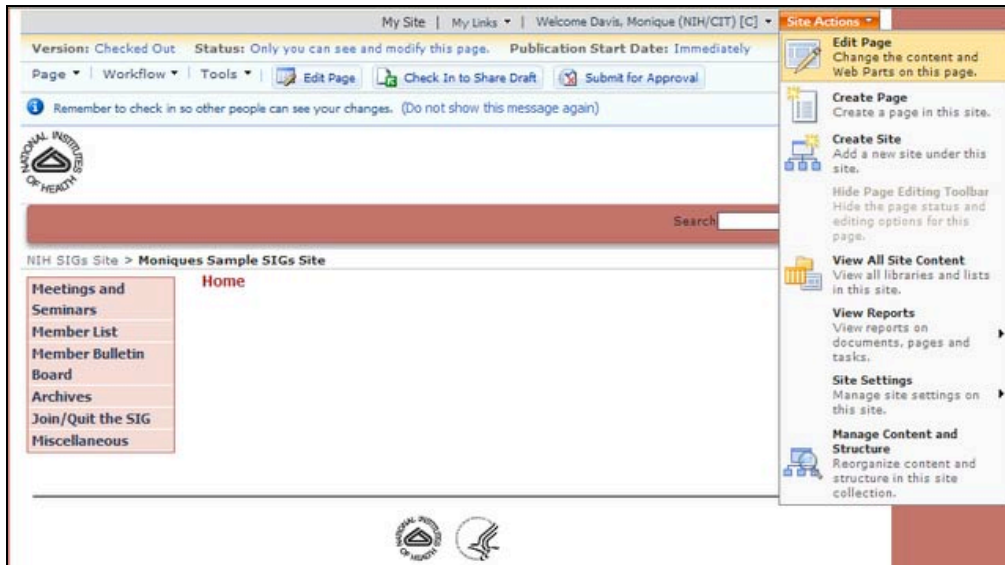 My Site | My Links | Welcome Davis, Monique (NIH/CIT) [C] Site Actions
Version: Checked Out Status: Only you can see and modify this page. Publication Start Date: Immediately
Page Workflow Tools Edit Page Check In to Share Draft Submit for Approval
Remember to check in so other people can see your changes. (Do not show this message again)
NATIONAL INSTITUTES
OF HEALTH
Search
NIH SIGs Site > Moniques Sample SIGs Site
Meetings and
Seminars
Member List
Member Bulletin
Board
Archives
Join/Quit the SIG
Miscellaneous
Home
Edit Page
Change the content and
Web Parts on this page.
Create Page
Create a page in this site.
Create Site
Add a new site under this
site.
Hide Page Editing Toolbar
Hide the page status and
editing options for this
page.
View All Site Content
View all libraries and lists
in this site.
View Reports
View reports on
documents, pages and
tasks.
Site Settings
Manage site settings on
this site.
Manage Content and
Structure
Reorganize content and
structure in this site
collection.
NATIONAL INSTITUTES
OF HEALTH